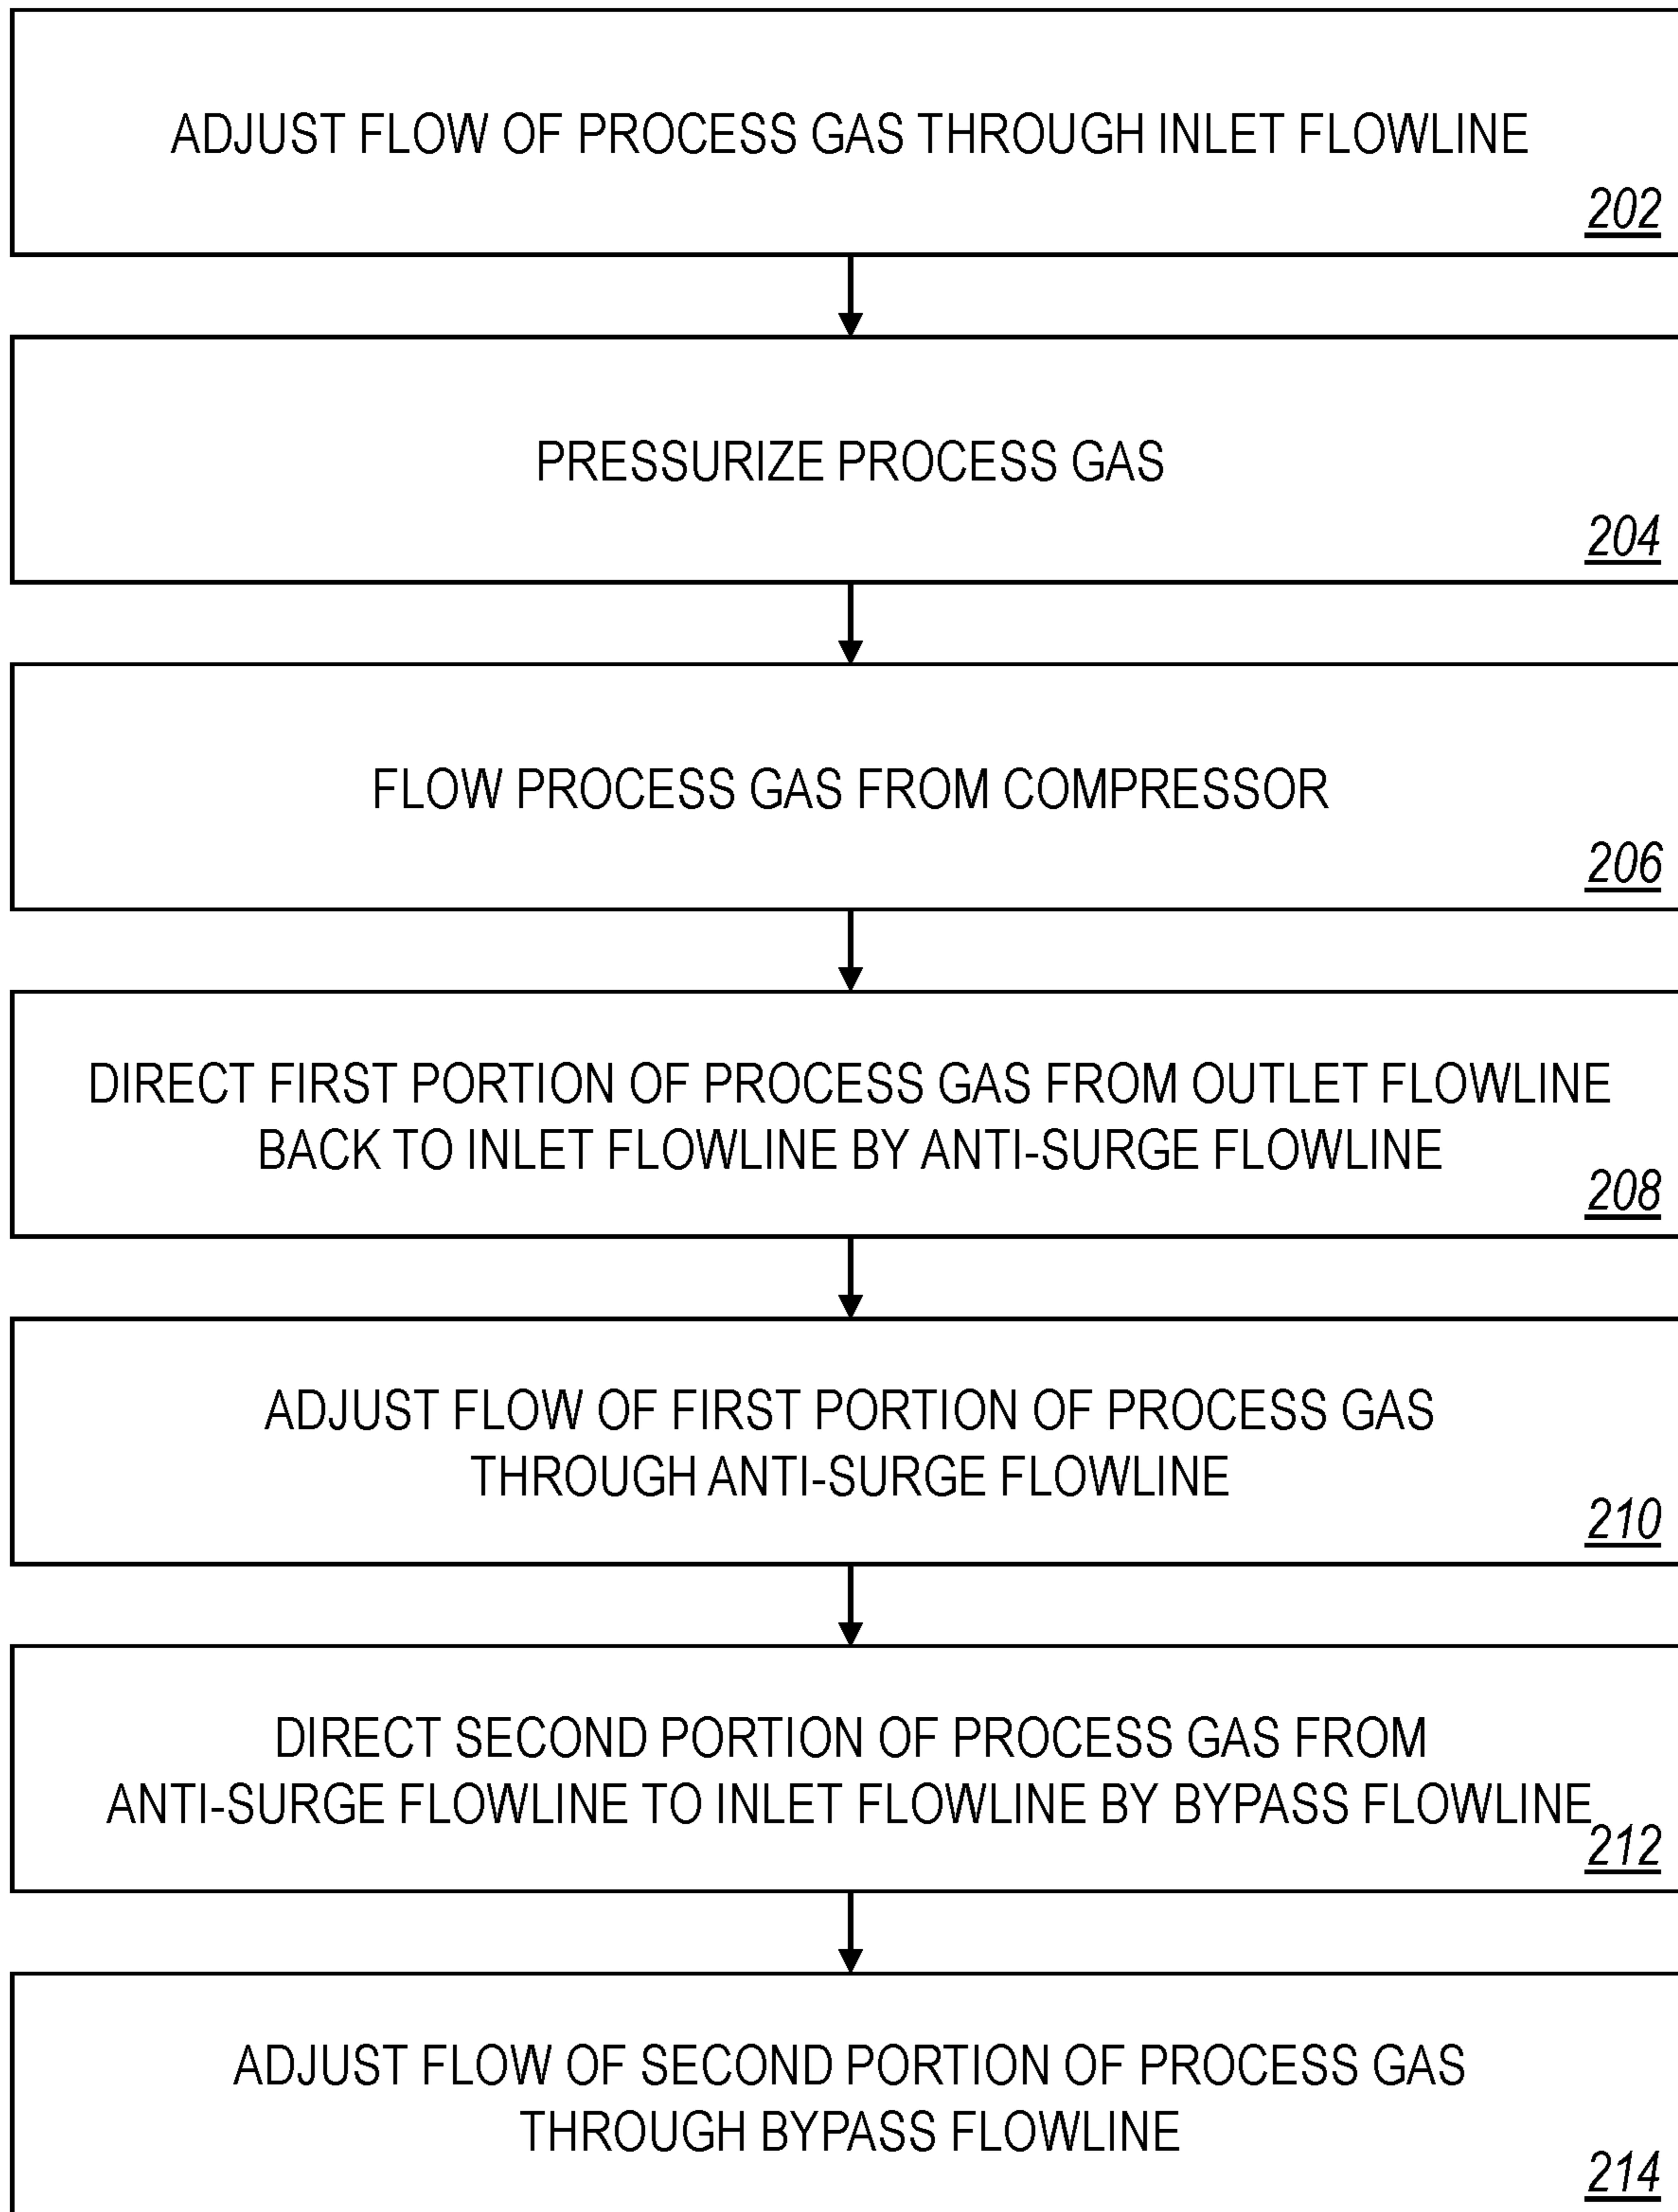 ADJUST FLOW OF PROCESS GAS THROUGH INLET FLOWLINE
202
PRESSURIZE PROCESS GAS
204
FLOW PROCESS GAS FROM COMPRESSOR
206
DIRECT FIRST PORTION OF PROCESS GAS FROM OUTLET FLOWLINE
BACK TO INLET FLOWLINE BY ANTI-SURGE FLOWLINE
208
ADJUST FLOW OF FIRST PORTION OF PROCESS GAS
THROUGH ANTI-SURGE FLOWLINE
210
DIRECT SECOND PORTION OF PROCESS GAS FROM
ANTI-SURGE FLOWLINE TO INLET FLOWLINE BY BYPASS FLOWLINE
212
ADJUST FLOW OF SECOND PORTION OF PROCESS GAS
THROUGH BYPASS FLOWLINE
214